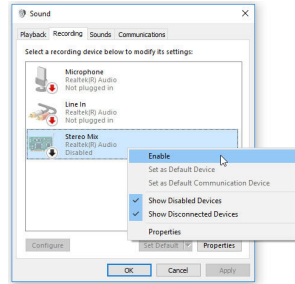 Sound
Playback Recording Sounds Communications
Select a recording device below to modify its settings:
Microphone
Realtek(R) Audio
Not plugged in
Line In
Realtek(R) Audio
Not plugged in
Stereo Mix
Realtek(R) Audio
Disabled
Enable
Set as Default Device
Set as Default Communication Device
Show Disabled Devices
Show Disconnected Devices
Properties
Configure Set Default Properties
OK Cancel Apply